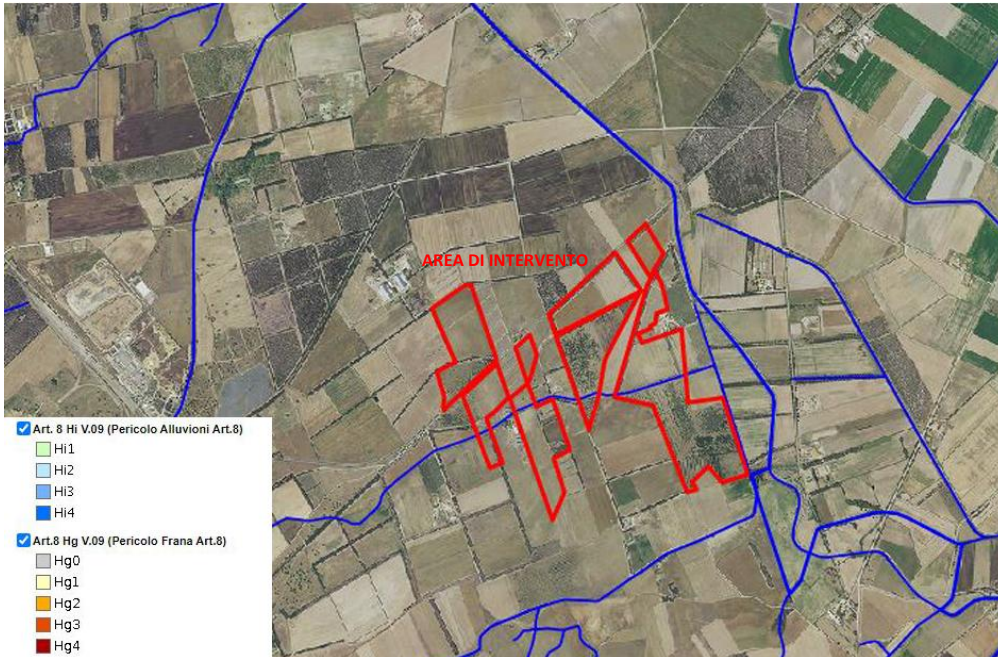 AREA DI INTERVENTO
Art. 8 Hi V.09 (Pericolo Alluvioni Art.8)
Hi1
Hi2
Hi3
Hi4
Art.8 Hg V.09 (Pericolo Frana Art.8)
Hg0
Hg1
Hg2
Hg3
Hg4